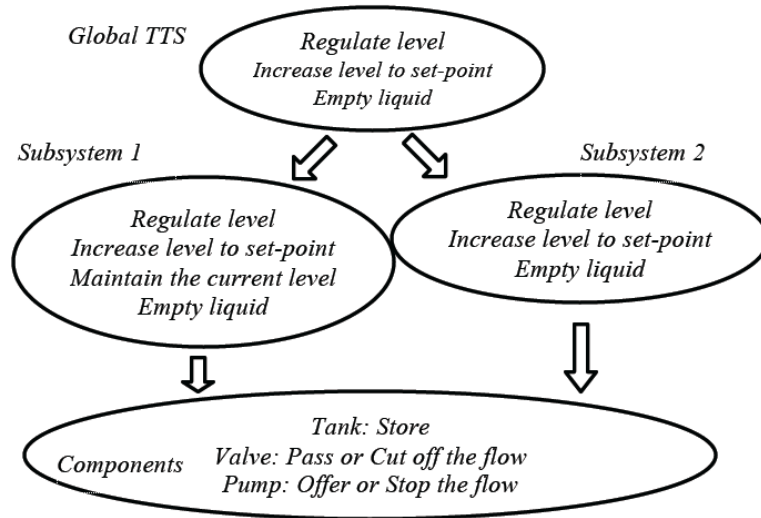 Global TTS
Regulate level
Increase level to set-point
Empty liquid
Subsystem 1
Subsystem 2
Regulate level
Increase level to set-point
Maintain the current level
Empty liquid
Regulate level
Increase level to set-point
Empty liquid
Tank: Store
Valve: Pass or Cut off the flow
Components
Pump: Offer or Stop the flow